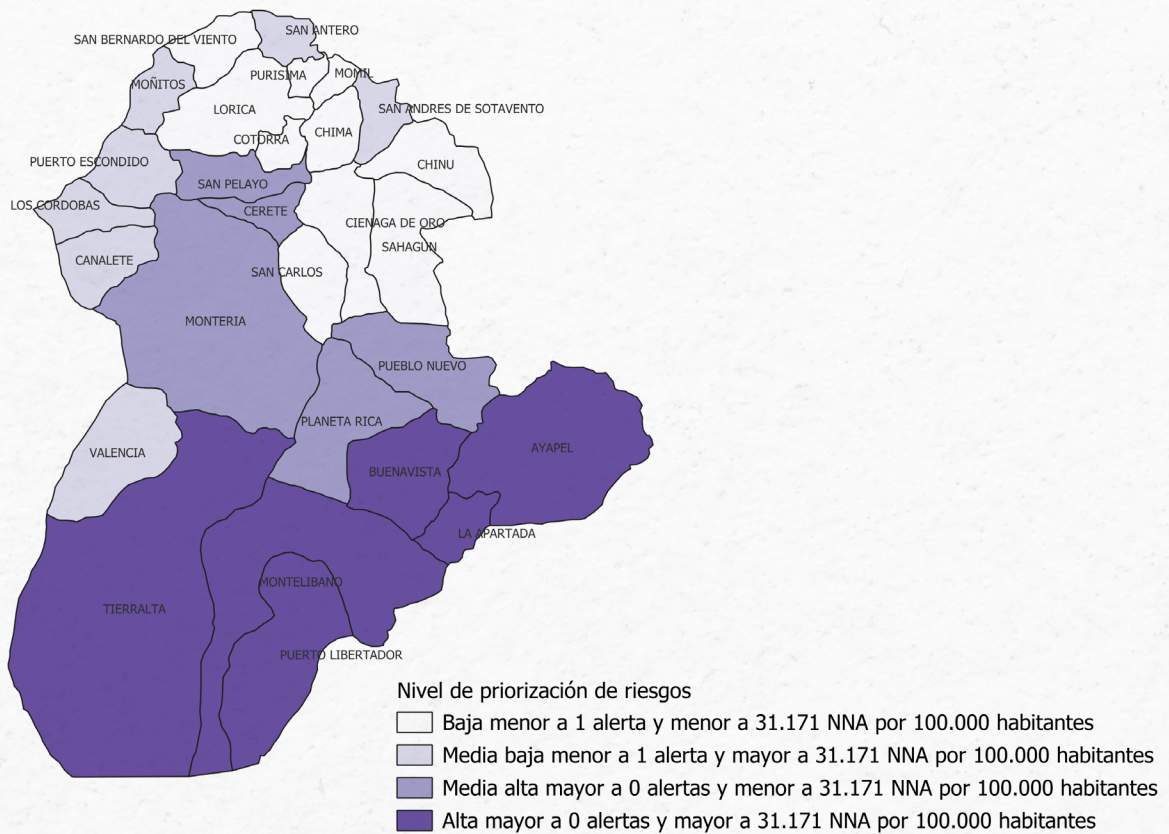 SAN ANTERO
SAN BERNARDO DEL VIENTO
PURISIMA
MOMIL
MOÑITOS
LORICA
SAN ANDRES DE SOTAVENTO
COTORRA
CHIMA
PUERTO ESCONDIDO
CHINU
SAN PELAYO
LOS CORDOBAS
CERETE
CIENAGA DE ORO
SAHAGUN
CANALETE
SAN CARLOS
MONTERIA
PUEBLO NUEVO
PLANETA RICA
VALENCIA
AYAPEL
BUENAVISTA
LA APARTADA
MONTELIBANO
TIERRALTA
PUERTO LIBERTADOR
Nivel de priorización de riesgos
Baja menor a 1 alerta y menor a 31.171 NNA por 100.000 habitantes
Media baja menor a 1 alerta y mayor a 31.171 NNA por 100.000 habitantes
Media alta mayor a 0 alertas y menor a 31.171 NNA por 100.000 habitantes
Alta mayor a 0 alertas y mayor a 31.171 NNA por 100.000 habitantes